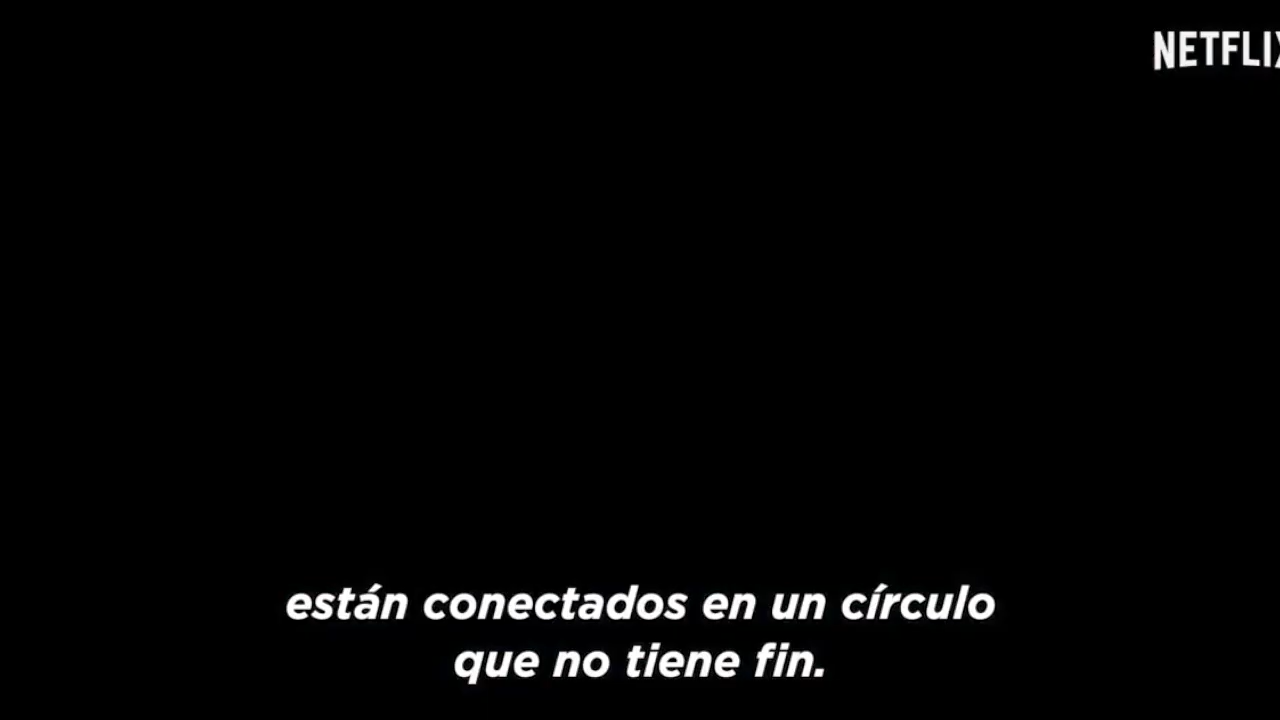 NETFLIX
están conectados en un círculo
que no tiene fin.